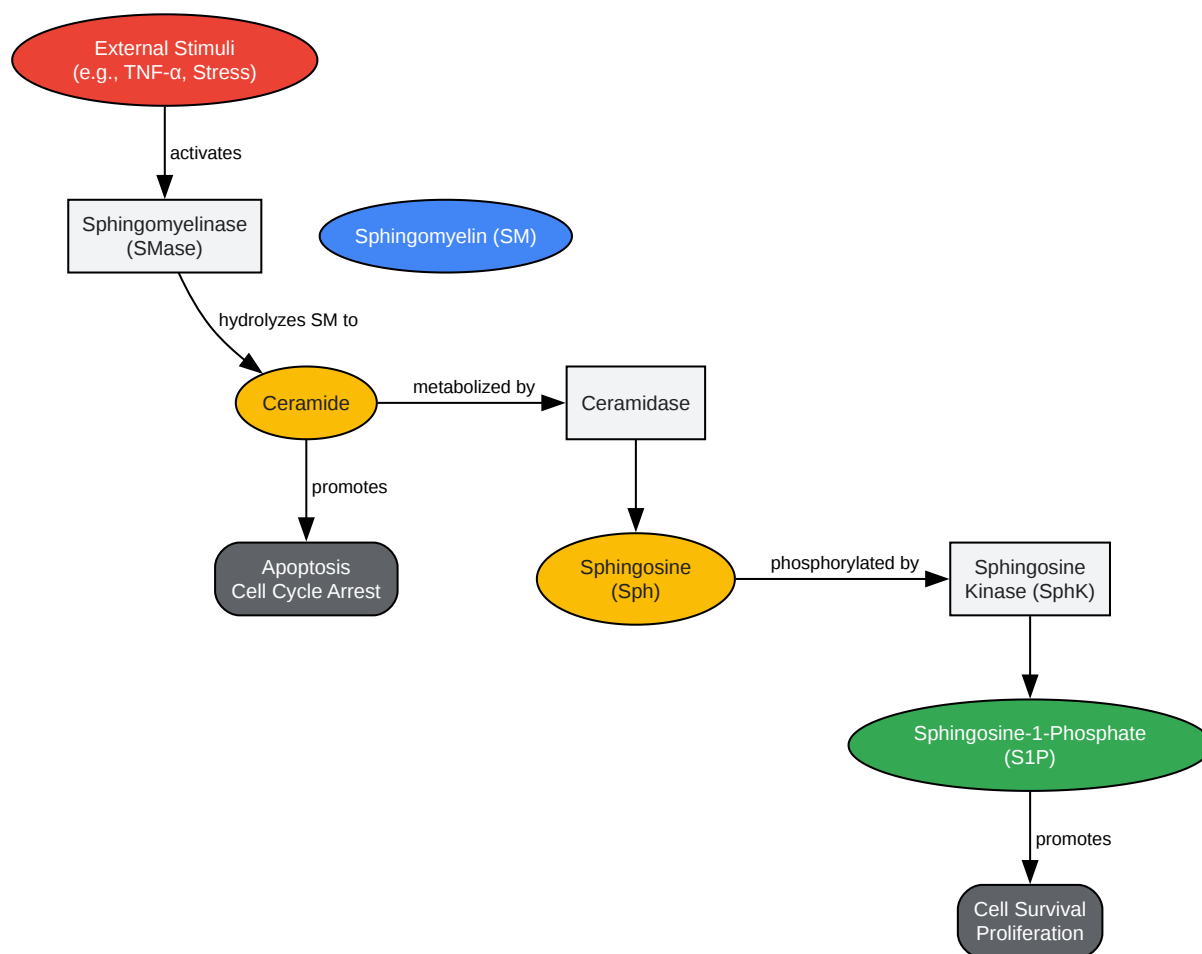 External Stimuli
(e.g., TNF-α, Stress)
activates
Sphingomyelinase
(SMase)
Sphingomyelin (SM)
hydrolyzes SM to
Ceramide
metabolized by
Ceramidase
promotes
Apoptosis
Cell Cycle Arrest
Sphingosine
(Sph)
phosphorylated by
Sphingosine
Kinase (SphK)
Sphingosine-1-Phosphate
(S1P)
promotes
Cell Survival
Proliferation